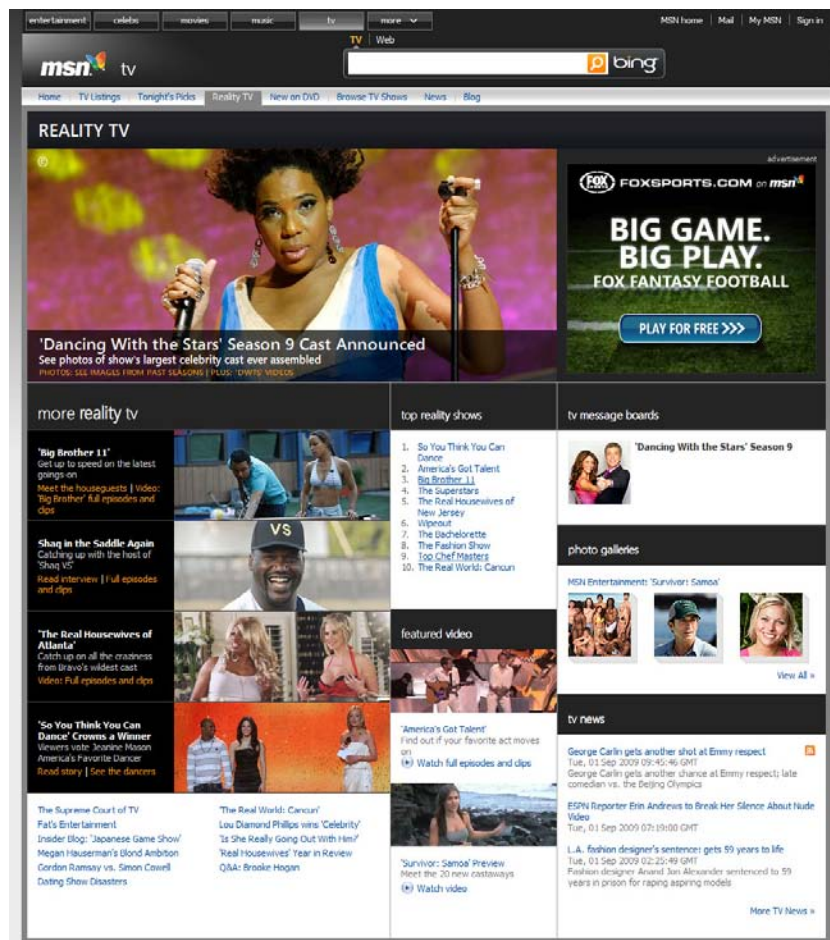 entertainment celebs movies music tv more
MSN home | Mail | My MSN | Sign in
TV | Web
msn tv
bing
Home TV Listings Tonight's Picks Reality TV New on DVD Browse TV Shows News Blog
REALITY TV
advertisement
FOX SPORTS FOXSPORTS.COM on msn
BIG GAME.
BIG PLAY.
FOX FANTASY FOOTBALL
PLAY FOR FREE >>>
'Dancing With the Stars' Season 9 Cast Announced
See photos of show's largest celebrity cast ever assembled
PHOTOS: SEE IMAGES FROM PAST SEASONS | PLUS: 'DWTS' VIDEOS
more reality tv
'Big Brother 11'
Get up to speed on the latest
goings-on
Meet the houseguests | Video:
'Big Brother' full episodes and
clips
VS
Shaq in the Saddle Again
Catching up with the host of
'Shaq VS'
Read interview | Full episodes
and clips
'The Real Housewives of
Atlanta'
Catch up on all the craziness
from Bravo's wildest cast
Video: Full episodes and clips
'So You Think You Can
Dance' Crowns a Winner
Viewers vote Jeanine Mason
America's Favorite Dancer
Read story | See the dancers
The Supreme Court of TV
Fat's Entertainment
Insider Blog: 'Japanese Game Show'
Megan Hauserman's Blond Ambition
Gordon Ramsay vs. Simon Cowell
Dating Show Disasters
'The Real World: Cancun'
Lou Diamond Phillips wins 'Celebrity'
'Is She Really Going Out With Him?'
'Real Housewives' Year in Review
Q&A: Brooke Hogan
top reality shows
1. So You Think You Can
Dance
2. America's Got Talent
3. Big Brother 11
4. The Superstars
5. The Real Housewives of
New Jersey
6. Wipeout
7. The Bachelorette
8. The Fashion Show
9. Top Chef Masters
10. The Real World: Cancun
featured video
'America's Got Talent'
Find out if your favorite act moves
on
Watch full episodes and clips
'Survivor: Samoa' Preview
Meet the 20 new castaways
Watch video
tv message boards
'Dancing With the Stars' Season 9
photo galleries
MSN Entertainment: 'Survivor: Samoa'
View All »
tv news
George Carlin gets another shot at Emmy respect
Tue, 01 Sep 2009 09:45:46 GMT
George Carlin gets another chance at Emmy respect; late
comedian vs. the Beijing Olympics
ESPN Reporter Erin Andrews to Break Her Silence About Nude
Video
Tue, 01 Sep 2009 07:19:00 GMT
L.A. fashion designer's sentence: gets 59 years to life
Tue, 01 Sep 2009 02:25:49 GMT
Fashion designer Anand Jon Alexander sentenced to 59
years in prison for raping aspiring models
More TV News »